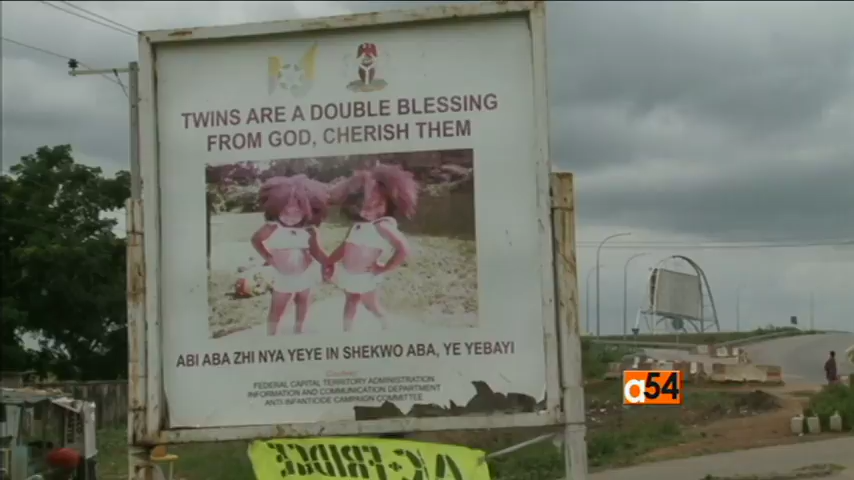 TWINS ARE A DOUBLE BLESSING
FROM GOD, CHERISH THEM
ABI ABA ZHI NYA YEYE IN SHEKWO ABA, YE YEBAYI
Courtesy:
FEDERAL CAPITAL TERRITORY ADMINISTRATION
INFORMATION AND COMMUNICATION DEPARTMENT
ANTI-INFANTICIDE CAMPAIGN COMMITTEE
a54